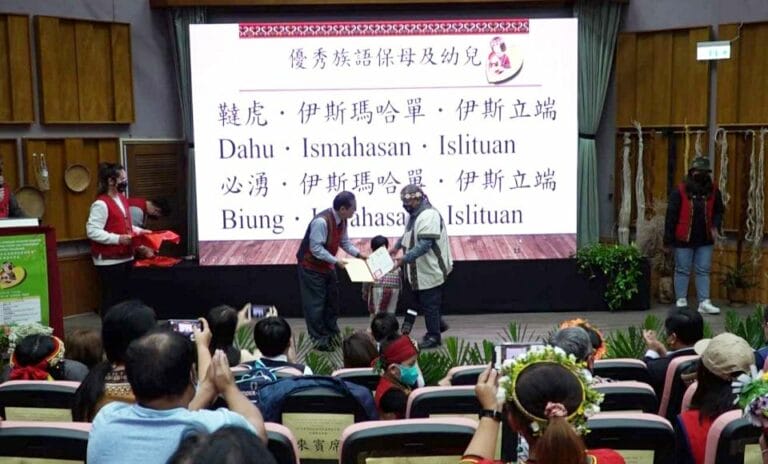 優秀族語保母及幼兒
韃虎·伊斯瑪哈單·伊斯立端
Dahu·Ismahasan·Islituan
必湧·伊斯瑪哈單·伊斯立端
Biung· Islituan
來賓席